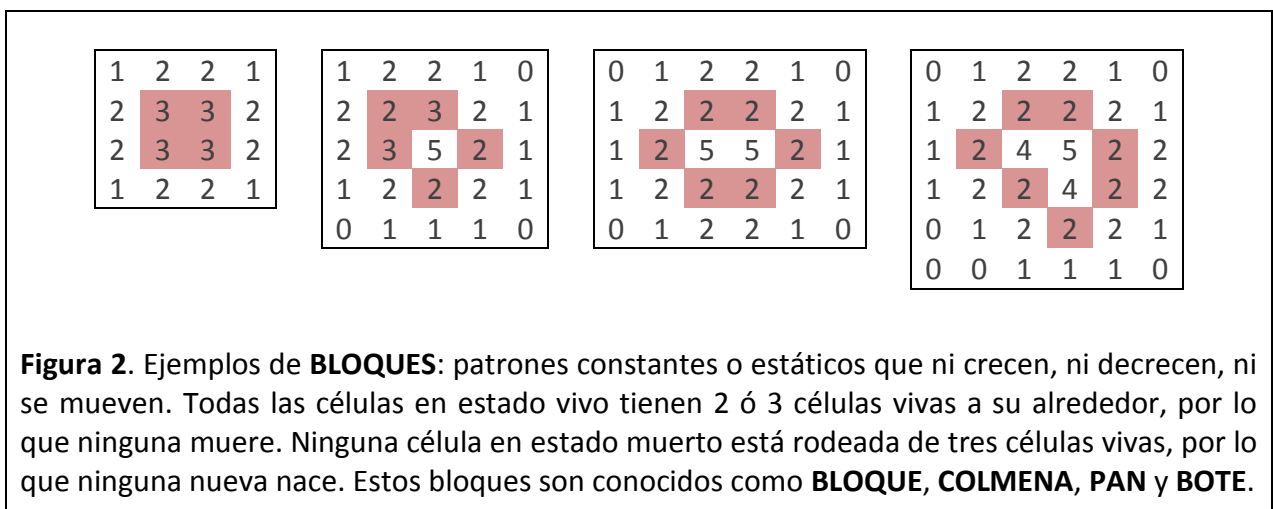 1 2 2 1
2 3 3 2
2 3 3 2
1 2 2 1
1 2 2 1 0
2 2 3 2 1
2 3 5 2 1
1 2 2 2 1
0 1 1 1 0
0 1 2 2 1 0
1 2 2 2 2 1
1 2 5 5 2 1
1 2 2 2 2 1
0 1 2 2 1 0
0 1 2 2 1 0
1 2 2 2 2 1
1 2 4 5 2 2
1 2 2 4 2 2
0 1 2 2 2 1
0 0 1 1 1 0
Figura 2. Ejemplos de BLOQUES: patrones constantes o estáticos que ni crecen, ni decrecen, ni
se mueven. Todas las células en estado vivo tienen 2 ó 3 células vivas a su alrededor, por lo
que ninguna muere. Ninguna célula en estado muerto está rodeada de tres células vivas, por lo
que ninguna nueva nace. Estos bloques son conocidos como BLOQUE, COLMENA, PAN y BOTE.